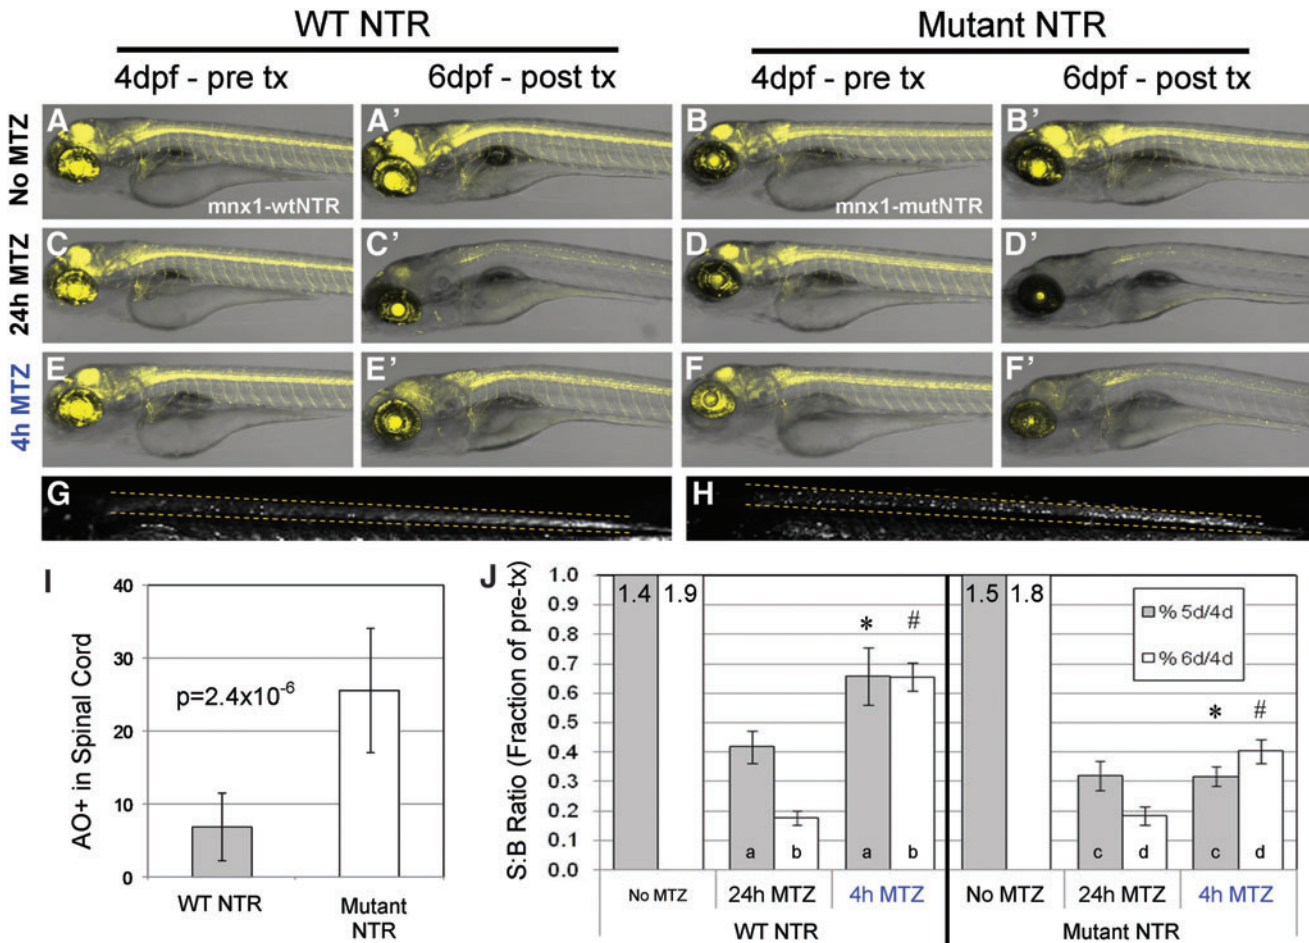 WT NTR
Mutant NTR
4dpf - pre tx
6dpf - post tx
4dpf - pre tx
6dpf - post tx
No MTZ
A
mnx1-wtNTR
A'
B
mnx1-mutNTR
B'
24h MTZ
C
C'
D
D'
4h MTZ
E
E'
F
F'
G
H
I
AO+ in Spinal Cord
40
30
20
10
0
p=2.4x10-6
WT NTR
Mutant
NTR
J
S:B Ratio (Fraction of pre-tx)
1.0
0.9
0.8
0.7
0.6
0.5
0.4
0.3
0.2
0.1
0.0
1.4 1.9
a b
* #
a b
1.5 1.8
c d
* #
c d
% 5d/4d
% 6d/4d
No MTZ 24h MTZ 4h MTZ No MTZ 24h MTZ 4h MTZ
WT NTR Mutant NTR